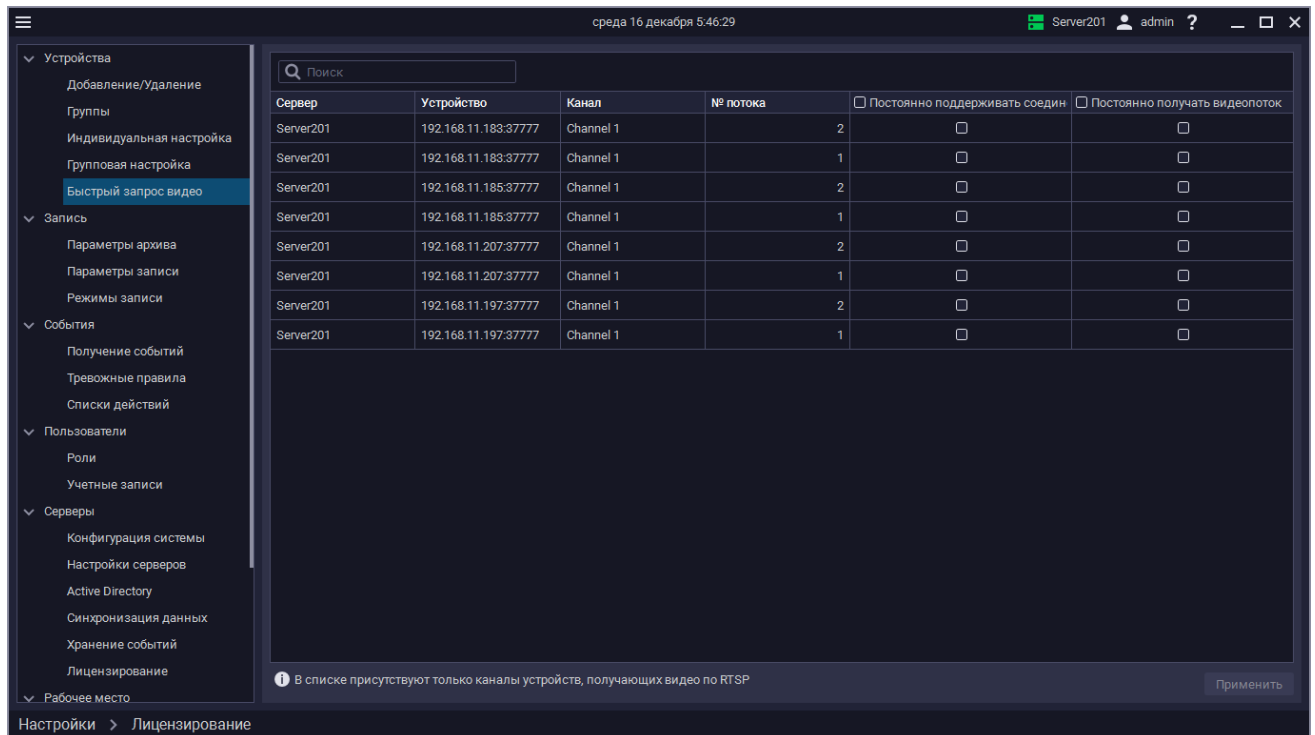 среда 16 декабря 5:46:29
Server201 admin ?
Устройства
Добавление/Удаление
Группы
Индивидуальная настройка
Групповая настройка
Быстрый запрос видео
Запись
Параметры архива
Параметры записи
Режимы записи
События
Получение событий
Тревожные правила
Списки действий
Пользователи
Роли
Учетные записи
Серверы
Конфигурация системы
Настройки серверов
Active Directory
Синхронизация данных
Хранение событий
Лицензирование
Рабочее место
Поиск
Сервер Устройство Канал № потока Постоянно поддерживать соедин Постоянно получать видеопоток
Server201 192.168.11.183:37777 Channel 1 2
Server201 192.168.11.183:37777 Channel 1 1
Server201 192.168.11.185:37777 Channel 1 2
Server201 192.168.11.185:37777 Channel 1 1
Server201 192.168.11.207:37777 Channel 1 2
Server201 192.168.11.207:37777 Channel 1 1
Server201 192.168.11.197:37777 Channel 1 2
Server201 192.168.11.197:37777 Channel 1 1
В списке присутствуют только каналы устройств, получающих видео по RTSP
Применить
Настройки > Лицензирование